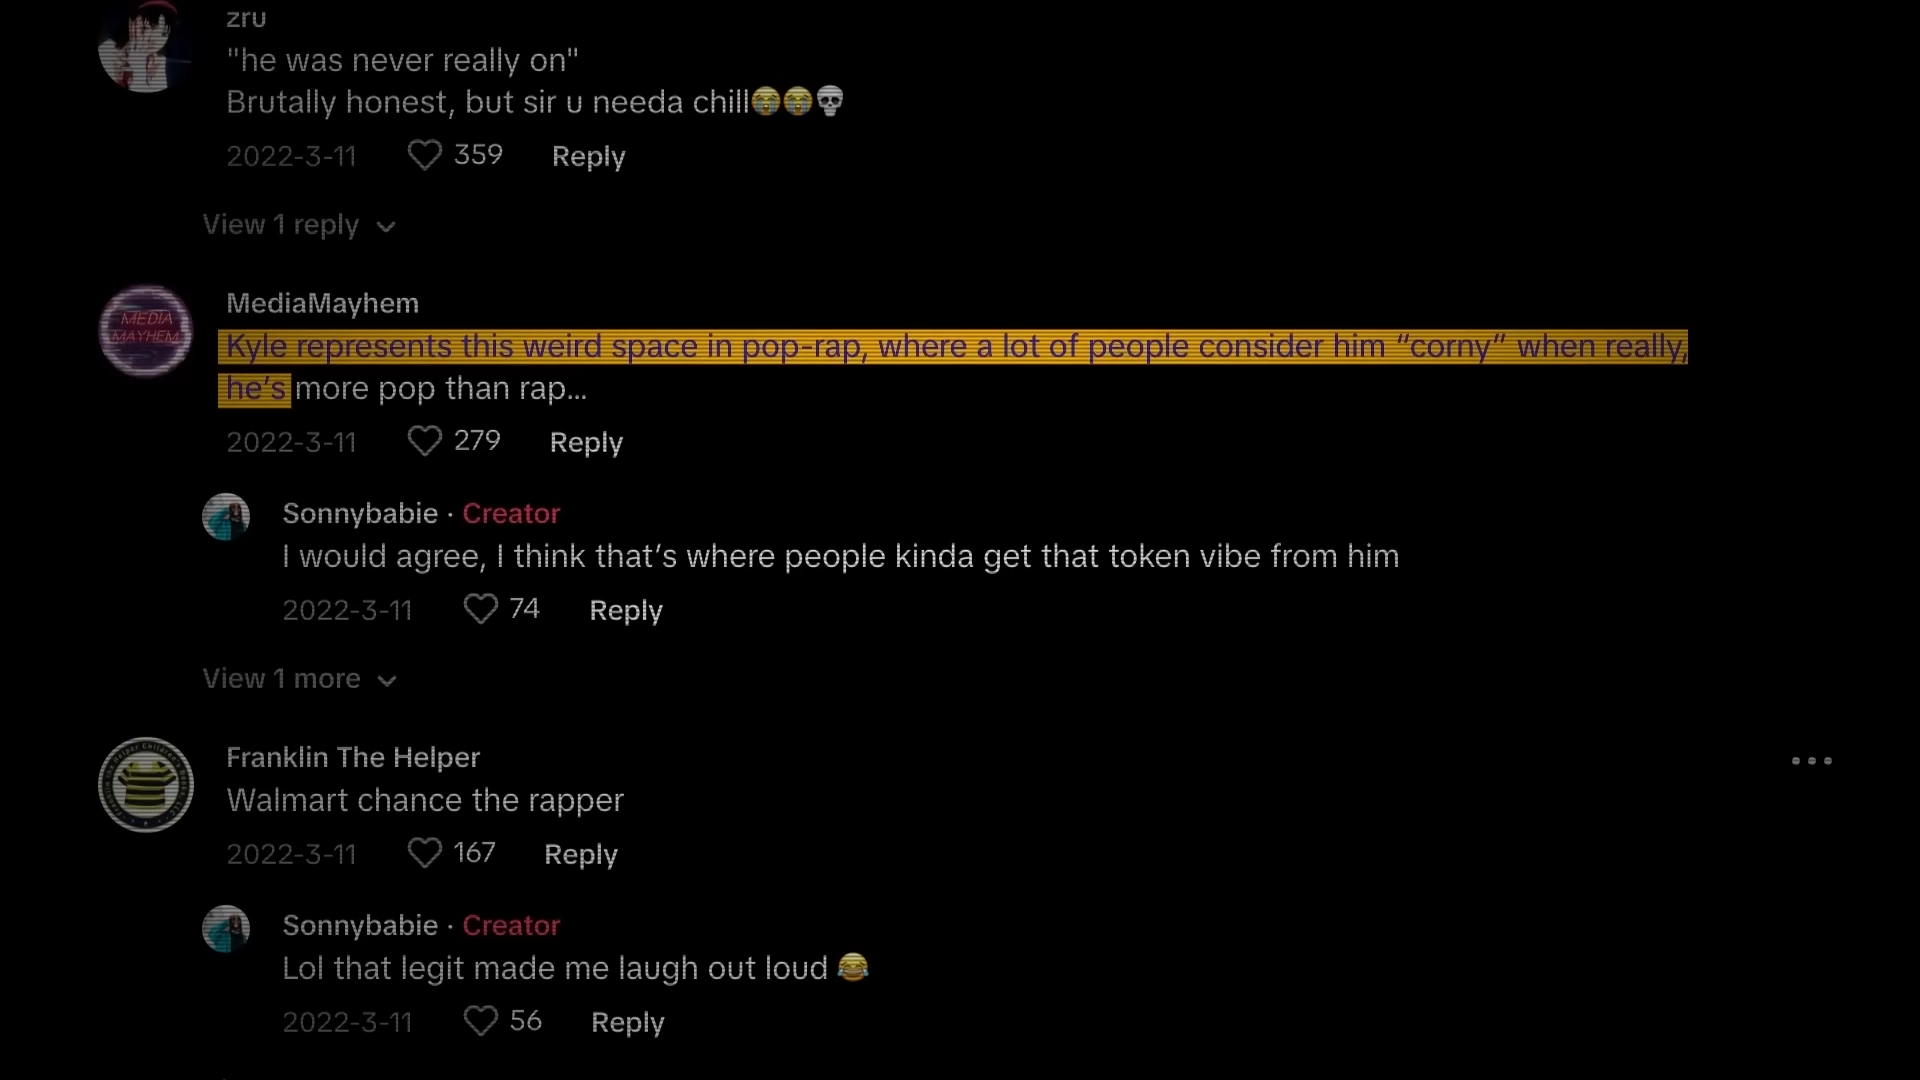 zru
"he was never really on"
Brutally honest, but sir u needa chill😭😭💀
2022-3-11 359 Reply
View 1 reply
MEDIA
MAYHEM
MediaMayhem
Kyle represents this weird space in pop-rap, where a lot of people consider him “corny” when really,
he’s more pop than rap...
2022-3-11 279 Reply
Sonnybabie · Creator
I would agree, I think that’s where people kinda get that token vibe from him
2022-3-11 74 Reply
View 1 more
Franklin The Helper
Walmart chance the rapper
2022-3-11 167 Reply
Sonnybabie · Creator
Lol that legit made me laugh out loud 😂
2022-3-11 56 Reply